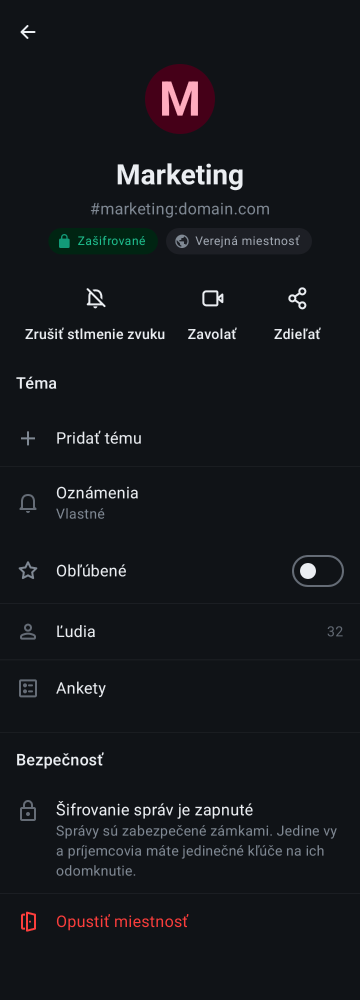 M
Marketing
#marketing:domain.com
Zašifrované Verejná miestnosť
Zrušiť stlmenie zvuku Zavolať Zdieľať
Téma
Pridať tému
Oznámenia
Vlastné
Obľúbené
Ľudia 32
Ankety
Bezpečnosť
Šifrovanie správ je zapnuté
Správy sú zabezpečené zámkami. Jedine vy
a príjemcovia máte jedinečné kľúče na ich
odomknutie.
Opustiť miestnosť